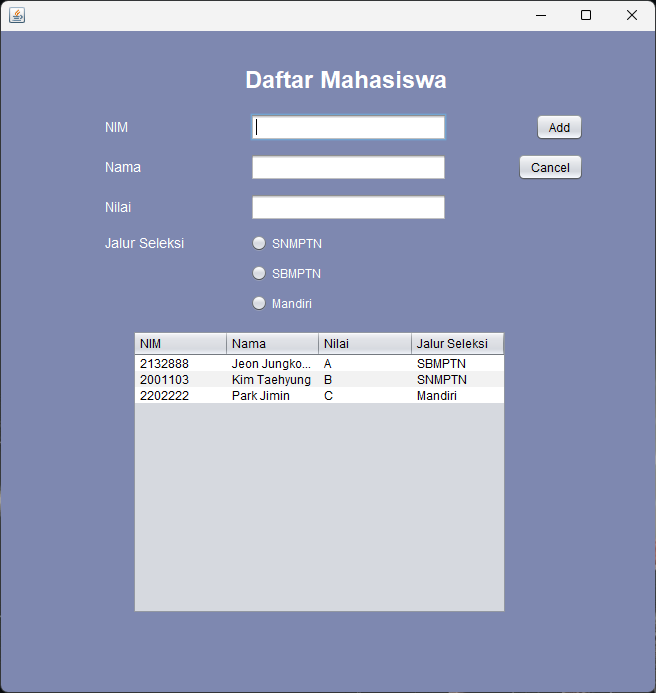 Daftar Mahasiswa
NIM Add
Nama Cancel
Nilai
Jalur Seleksi SNMPTN
SBMPTN
Mandiri
NIM Nama Nilai Jalur Seleksi
2132888 Jeon Jungko... A SBMPTN
2001103 Kim Taehyung B SNMPTN
2202222 Park Jimin C Mandiri